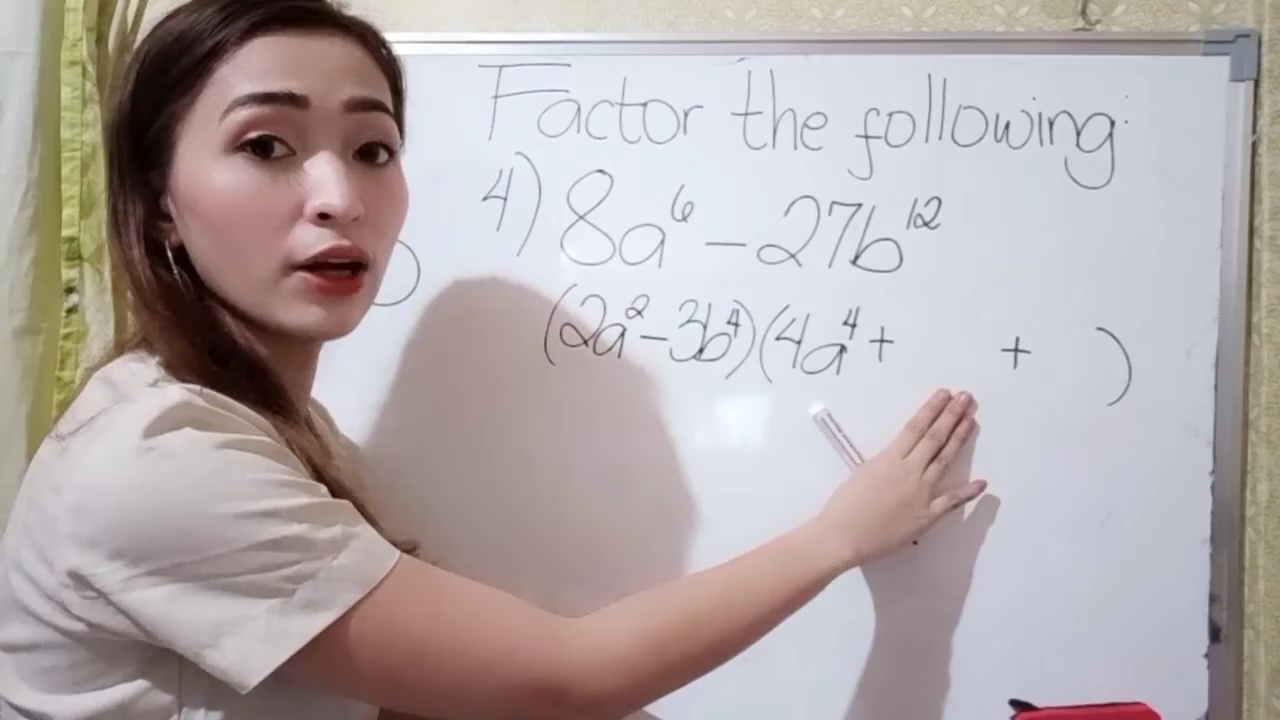 Factor the following:
4) 8a⁶ - 27b¹²
(2a² - 3b⁴)(4a⁴ +      +      )